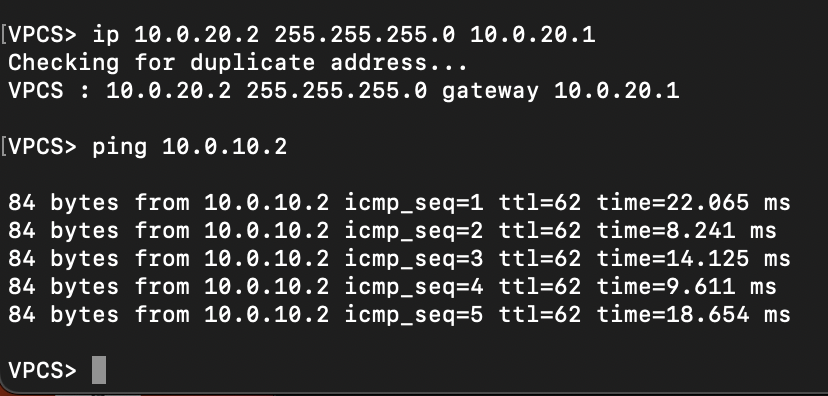 [VPCS> ip 10.0.20.2 255.255.255.0 10.0.20.1
Checking for duplicate address...
VPCS : 10.0.20.2 255.255.255.0 gateway 10.0.20.1
[VPCS> ping 10.0.10.2
84 bytes from 10.0.10.2 icmp_seq=1 ttl=62 time=22.065 ms
84 bytes from 10.0.10.2 icmp_seq=2 ttl=62 time=8.241 ms
84 bytes from 10.0.10.2 icmp_seq=3 ttl=62 time=14.125 ms
84 bytes from 10.0.10.2 icmp_seq=4 ttl=62 time=9.611 ms
84 bytes from 10.0.10.2 icmp_seq=5 ttl=62 time=18.654 ms
VPCS>